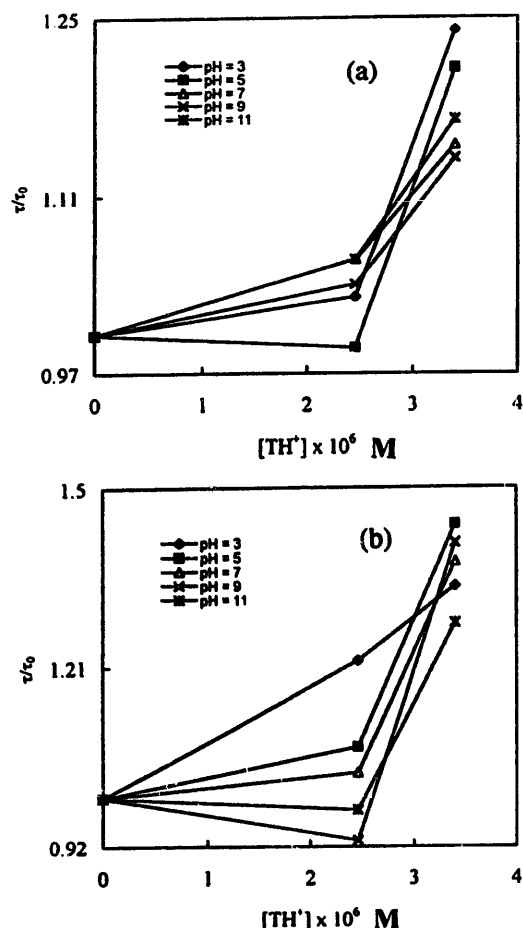 1.25
(a)
pH = 3
pH = 5
pH = 7
pH = 9
pH = 11
1.11
τ/τ₀
0.97
0 1 2 3 4
[TH⁺] x 10⁶ M
1.5
(b)
pH = 3
pH = 5
pH = 7
pH = 9
pH = 11
1.21
τ/τ₀
0.92
0 1 2 3 4
[TH⁺] x 10⁶ M